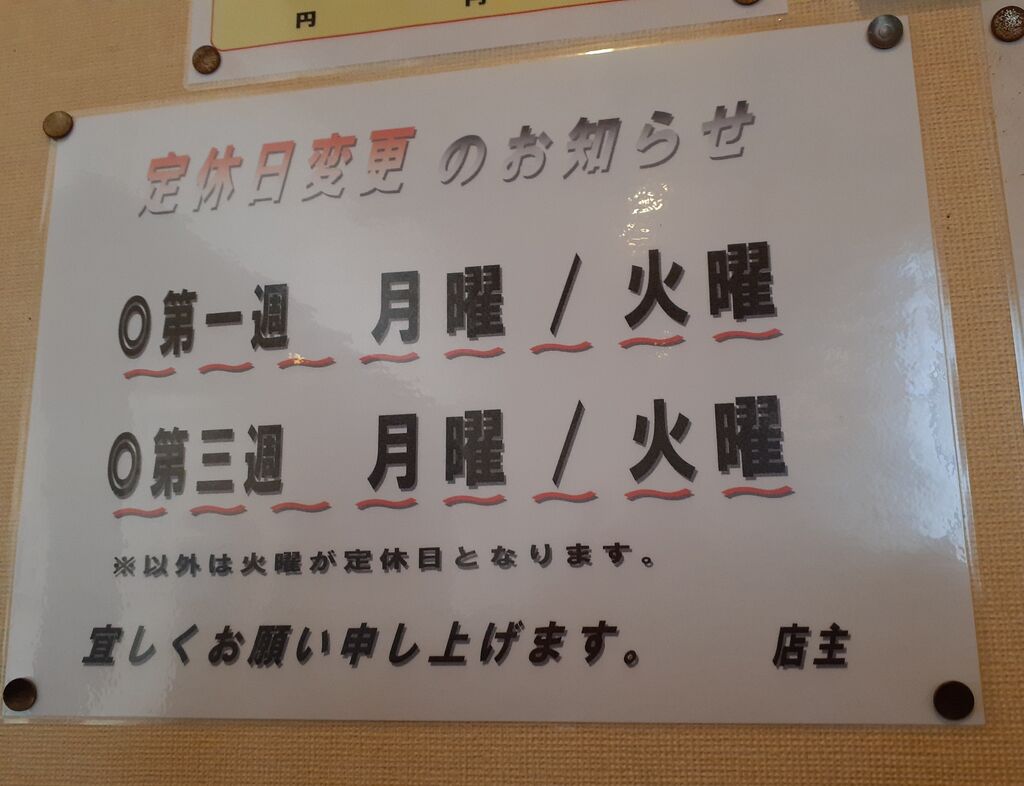 円
円
定休日変更 のお知らせ
◎第一週 月曜 / 火曜
◎第三週 月曜 / 火曜
※以外は火曜が定休日となります。
宜しくお願い申し上げます。 店主